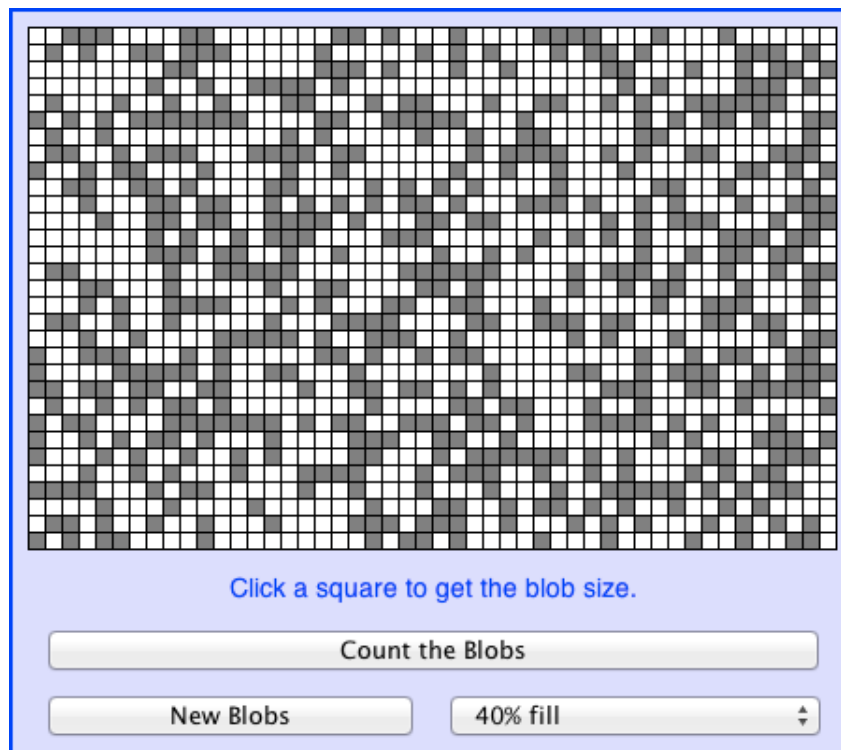 Click a square to get the blob size.
Count the Blobs
New Blobs
40% fill